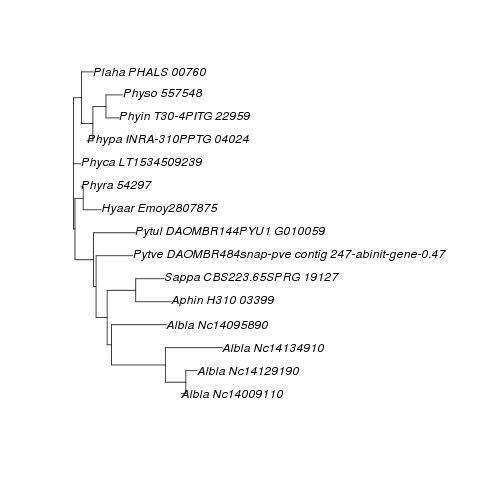 Plaha PHALS 00760
Physo 557548
Phyin T30-4PITG 22959
Phypa INRA-310PPTG 04024
Phyca LT1534509239
Phyra 54297
Hyaar Emoy2807875
Pytul DAOMBR144PYU1 G010059
Pytve DAOMBR484snap-pve contig 247-abinit-gene-0.47
Sappa CBS223.65SPRG 19127
Aphin H310 03399
Albla Nc14095890
Albla Nc14134910
Albla Nc14129190
Albla Nc14009110